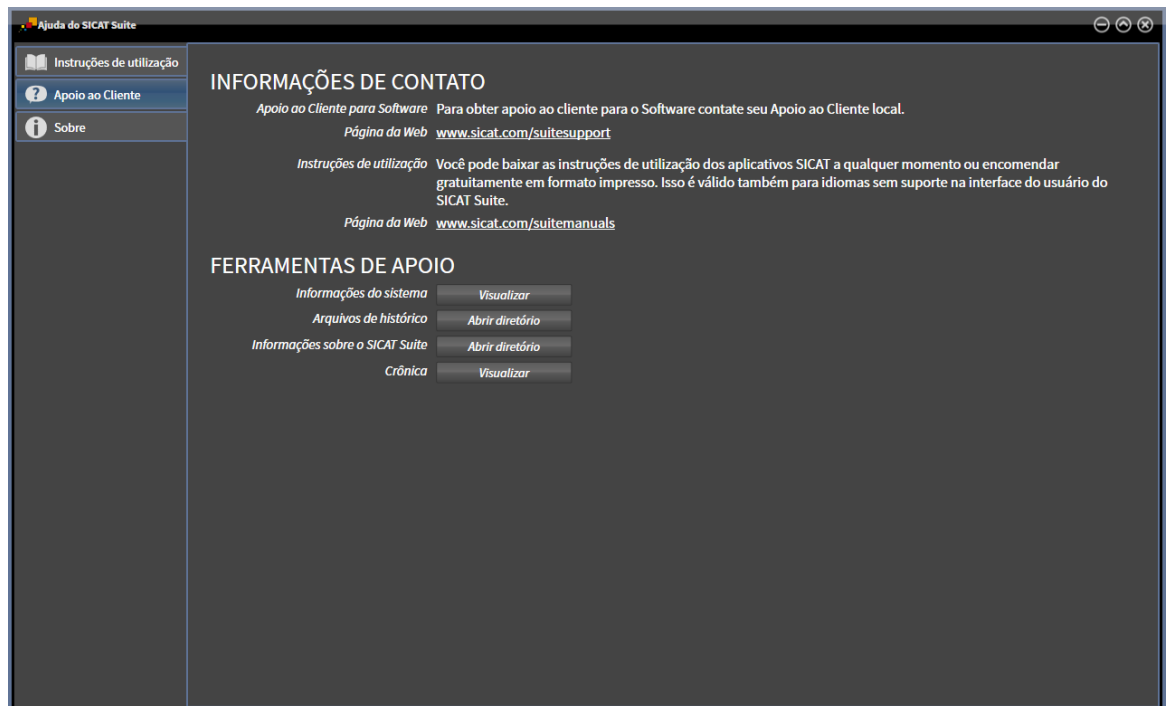 Ajuda do SICAT Suite
Instruções de utilização
Apoio ao Cliente
Sobre
INFORMAÇÕES DE CONTATO
Apoio ao Cliente para Software Para obter apoio ao cliente para o Software contate seu Apoio ao Cliente local.
Página da Web www.sicat.com/suitesupport
Instruções de utilização Você pode baixar as instruções de utilização dos aplicativos SICAT a qualquer momento ou encomendar
gratuitamente em formato impresso. Isso é válido também para idiomas sem suporte na interface do usuário do
SICAT Suite.
Página da Web www.sicat.com/suitemanuals
FERRAMENTAS DE APOIO
Informações do sistema Visualizar
Arquivos de histórico Abrir diretório
Informações sobre o SICAT Suite Abrir diretório
Crônica Visualizar